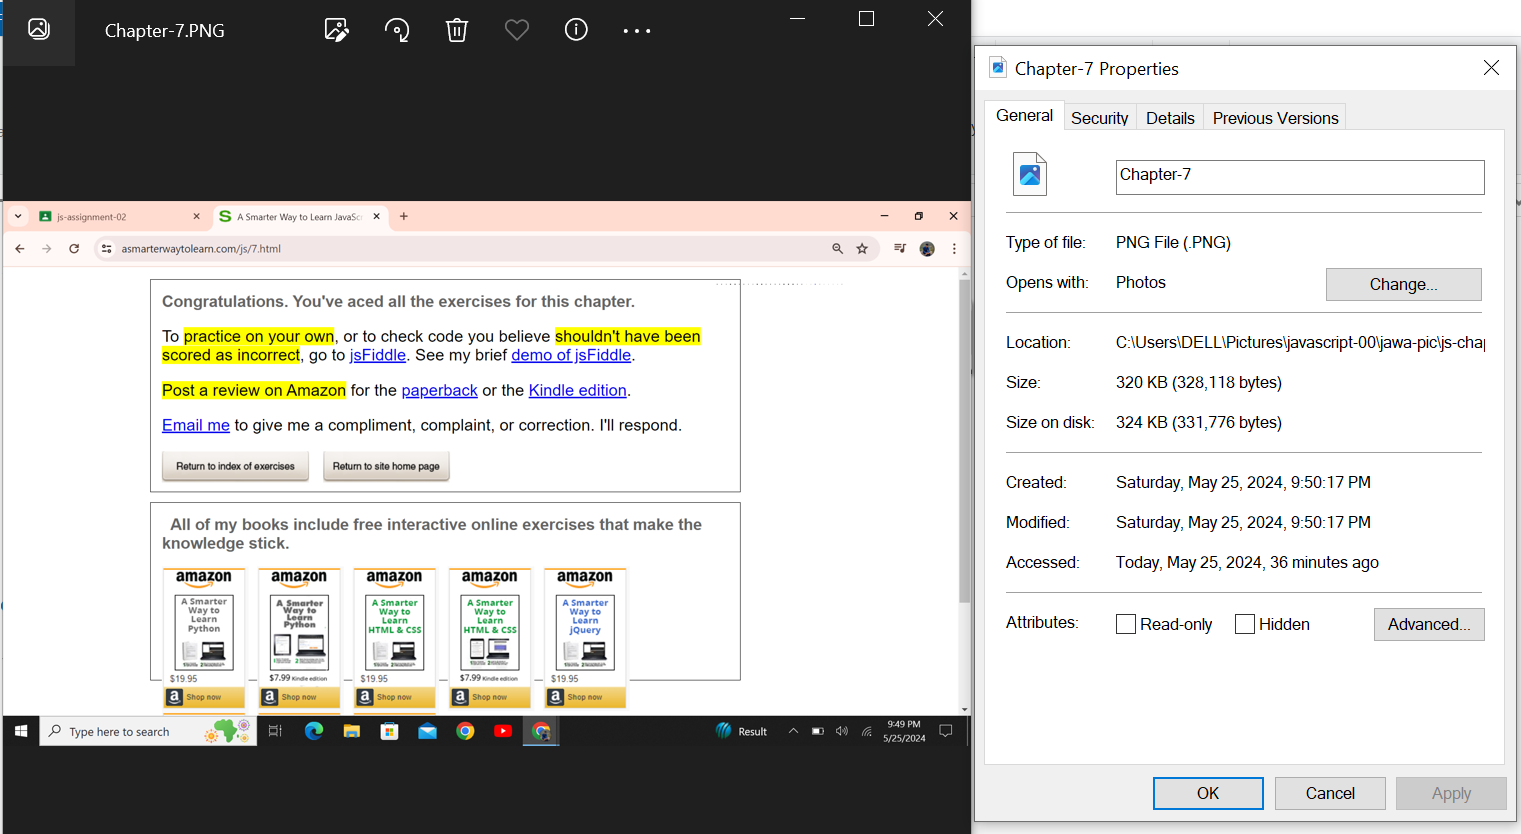 Chapter-7.PNG
js-assignment-02
A Smarter Way to Learn JavaSc
asmarterwaytolearn.com/js/7.html
Congratulations. You've aced all the exercises for this chapter.
To practice on your own, or to check code you believe shouldn't have been
scored as incorrect, go to jsFiddle. See my brief demo of jsFiddle.
Post a review on Amazon for the paperback or the Kindle edition.
Email me to give me a compliment, complaint, or correction. I'll respond.
Return to index of exercises Return to site home page
All of my books include free interactive online exercises that make the
knowledge stick.
amazon amazon amazon amazon amazon
A Smarter Way to Learn Python
A Smarter Way to Learn Python
A Smarter Way to Learn HTML & CSS
A Smarter Way to Learn HTML & CSS
A Smarter Way to Learn jQuery
$19.95 $7.99 Kindle edition $19.95 $7.99 Kindle edition $19.95
a Shop now a Shop now a Shop now a Shop now a Shop now
Type here to search
Result
9:49 PM
5/25/2024
Chapter-7 Properties
General Security Details Previous Versions
Chapter-7
Type of file: PNG File (.PNG)
Opens with: Photos Change...
Location: C:\Users\DELL\Pictures\javascript-00\jawa-pic\js-chap
Size: 320 KB (328,118 bytes)
Size on disk: 324 KB (331,776 bytes)
Created: Saturday, May 25, 2024, 9:50:17 PM
Modified: Saturday, May 25, 2024, 9:50:17 PM
Accessed: Today, May 25, 2024, 36 minutes ago
Attributes: Read-only Hidden Advanced...
OK Cancel Apply